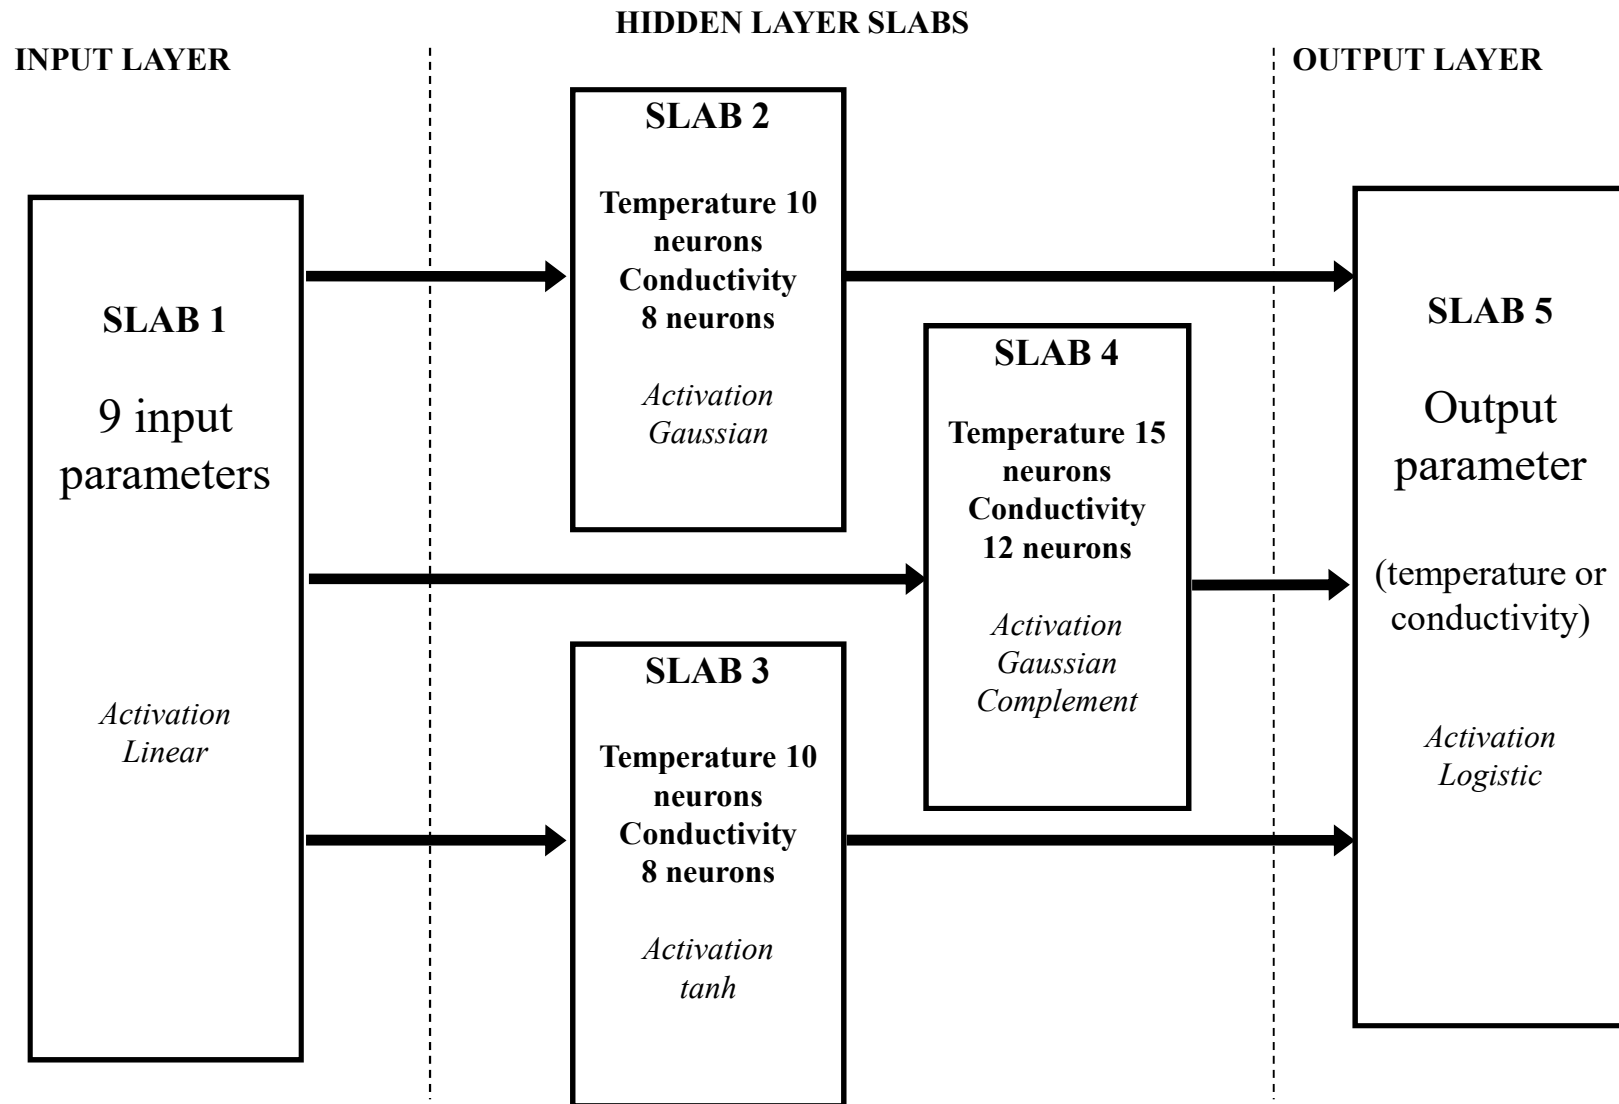 HIDDEN LAYER SLABS
INPUT LAYER
OUTPUT LAYER
SLAB 1
9 input
parameters
Activation
Linear
SLAB 2
Temperature 10
neurons
Conductivity
8 neurons
Activation
Gaussian
SLAB 3
Temperature 10
neurons
Conductivity
8 neurons
Activation
tanh
SLAB 4
Temperature 15
neurons
Conductivity
12 neurons
Activation
Gaussian
Complement
SLAB 5
Output
parameter
(temperature or
conductivity)
Activation
Logistic